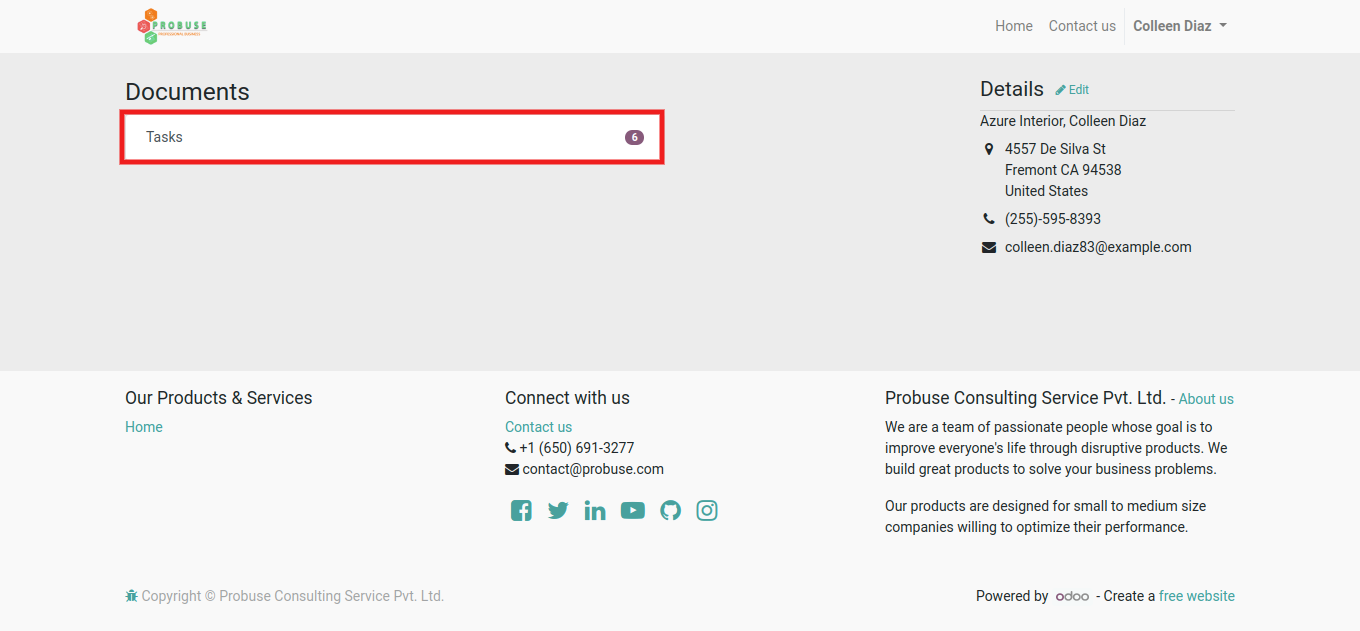 PROBUSE
Home Contact us Colleen Diaz
Documents
Tasks 6
Details Edit
Azure Interior, Colleen Diaz
4557 De Silva St
Fremont CA 94538
United States
(255)-595-8393
colleen.diaz83@example.com
Our Products & Services
Home
Connect with us
Contact us
+1 (650) 691-3277
contact@probuse.com
Probuse Consulting Service Pvt. Ltd. - About us
We are a team of passionate people whose goal is to
improve everyone's life through disruptive products. We
build great products to solve your business problems.
Our products are designed for small to medium size
companies willing to optimize their performance.
Copyright © Probuse Consulting Service Pvt. Ltd.
Powered by odoo - Create a free website